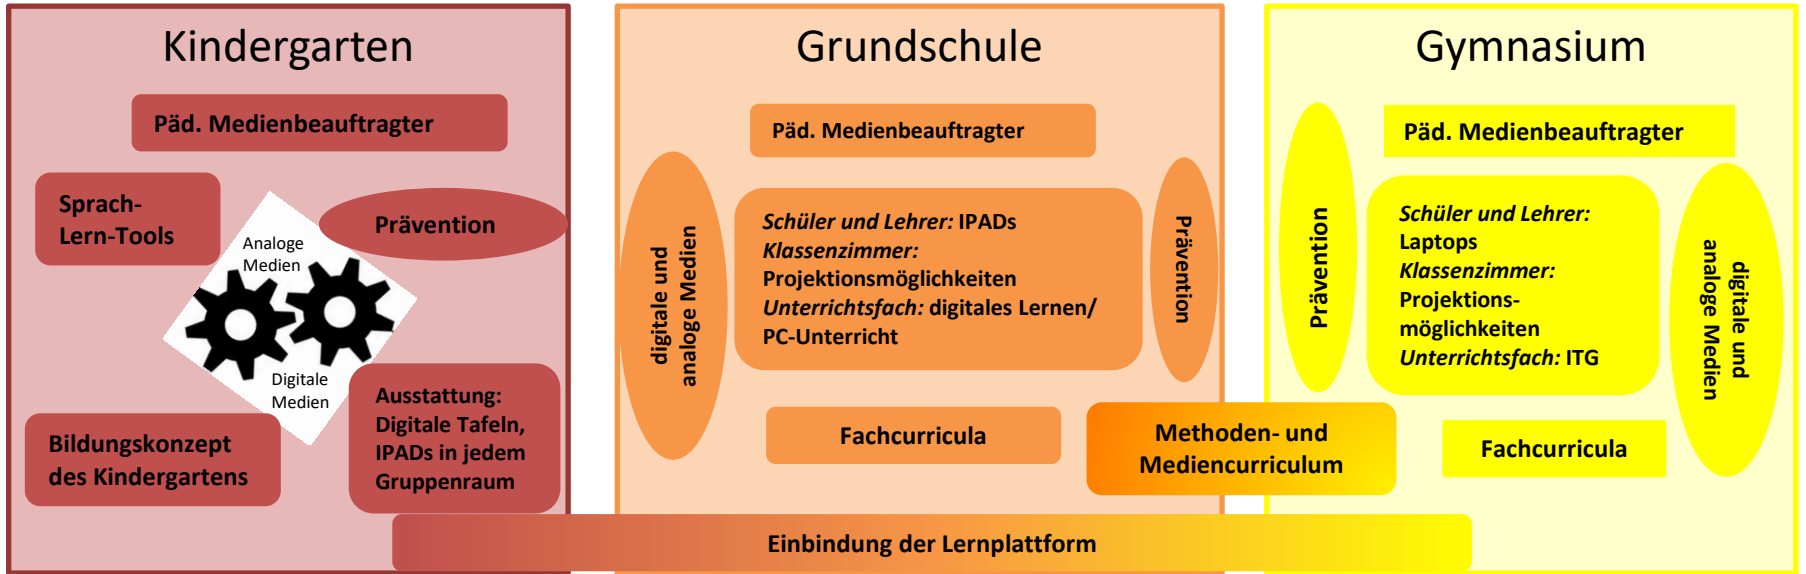 Kindergarten
Päd. Medienbeauftragter
Sprach-
Lern-Tools
Prävention
Analoge
Medien
Digitale
Medien
Bildungskonzept
des Kindergartens
Ausstattung:
Digitale Tafeln,
IPADs in jedem
Gruppenraum
Grundschule
Päd. Medienbeauftragter
digitale und
analoge Medien
Schüler und Lehrer: IPADs
Klassenzimmer:
Projektionsmöglichkeiten
Unterrichtsfach: digitales Lernen/
PC-Unterricht
Prävention
Fachcurricula
Methoden- und
Mediencurriculum
Gymnasium
Päd. Medienbeauftragter
Prävention
Schüler und Lehrer:
Laptops
Klassenzimmer:
Projektions-
möglichkeiten
Unterrichtsfach: ITG
digitale und
analoge Medien
Fachcurricula
Einbindung der Lernplattform